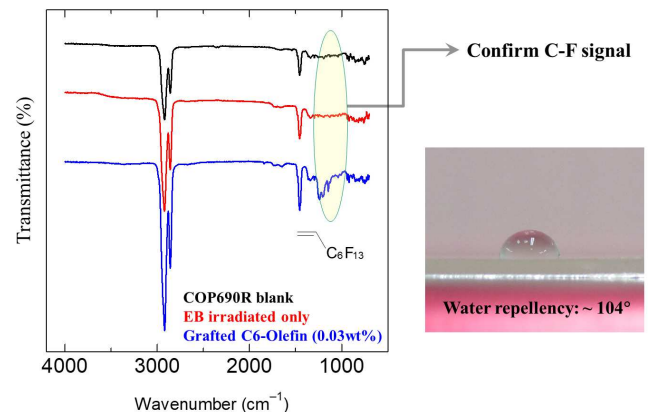 Confirm C-F signal
Transmittance (%)
C₆F₁₃
COP690R blank
EB irradiated only
Grafted C6-Olefin (0.03wt%)
Water repellency: ~ 104°
4000 3000 2000 1000
Wavenumber (cm⁻¹)